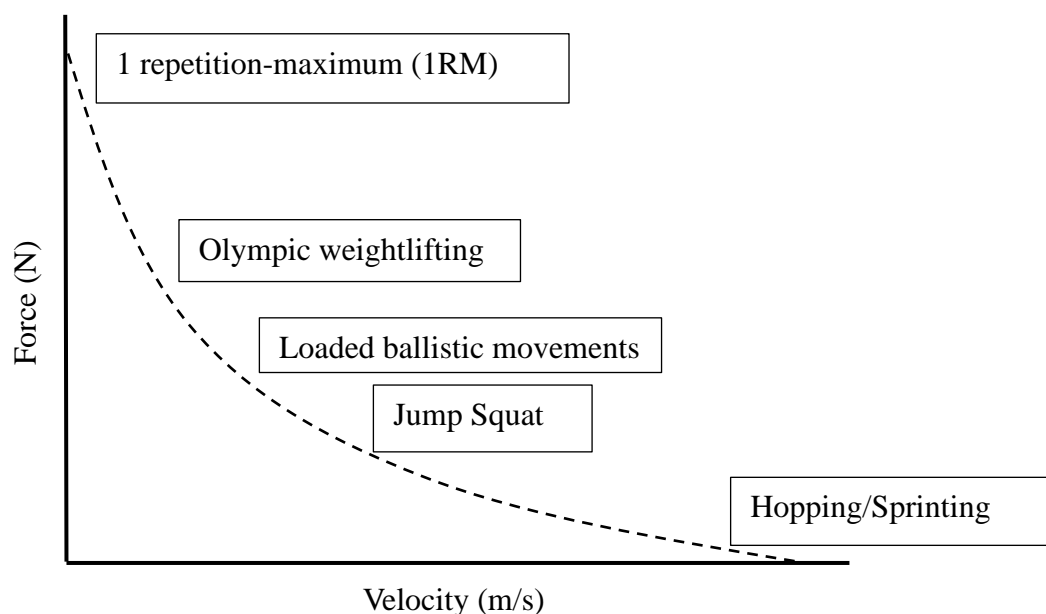 1 repetition-maximum (1RM)
Olympic weightlifting
Loaded ballistic movements
Jump Squat
Hopping/Sprinting
Force (N)
Velocity (m/s)